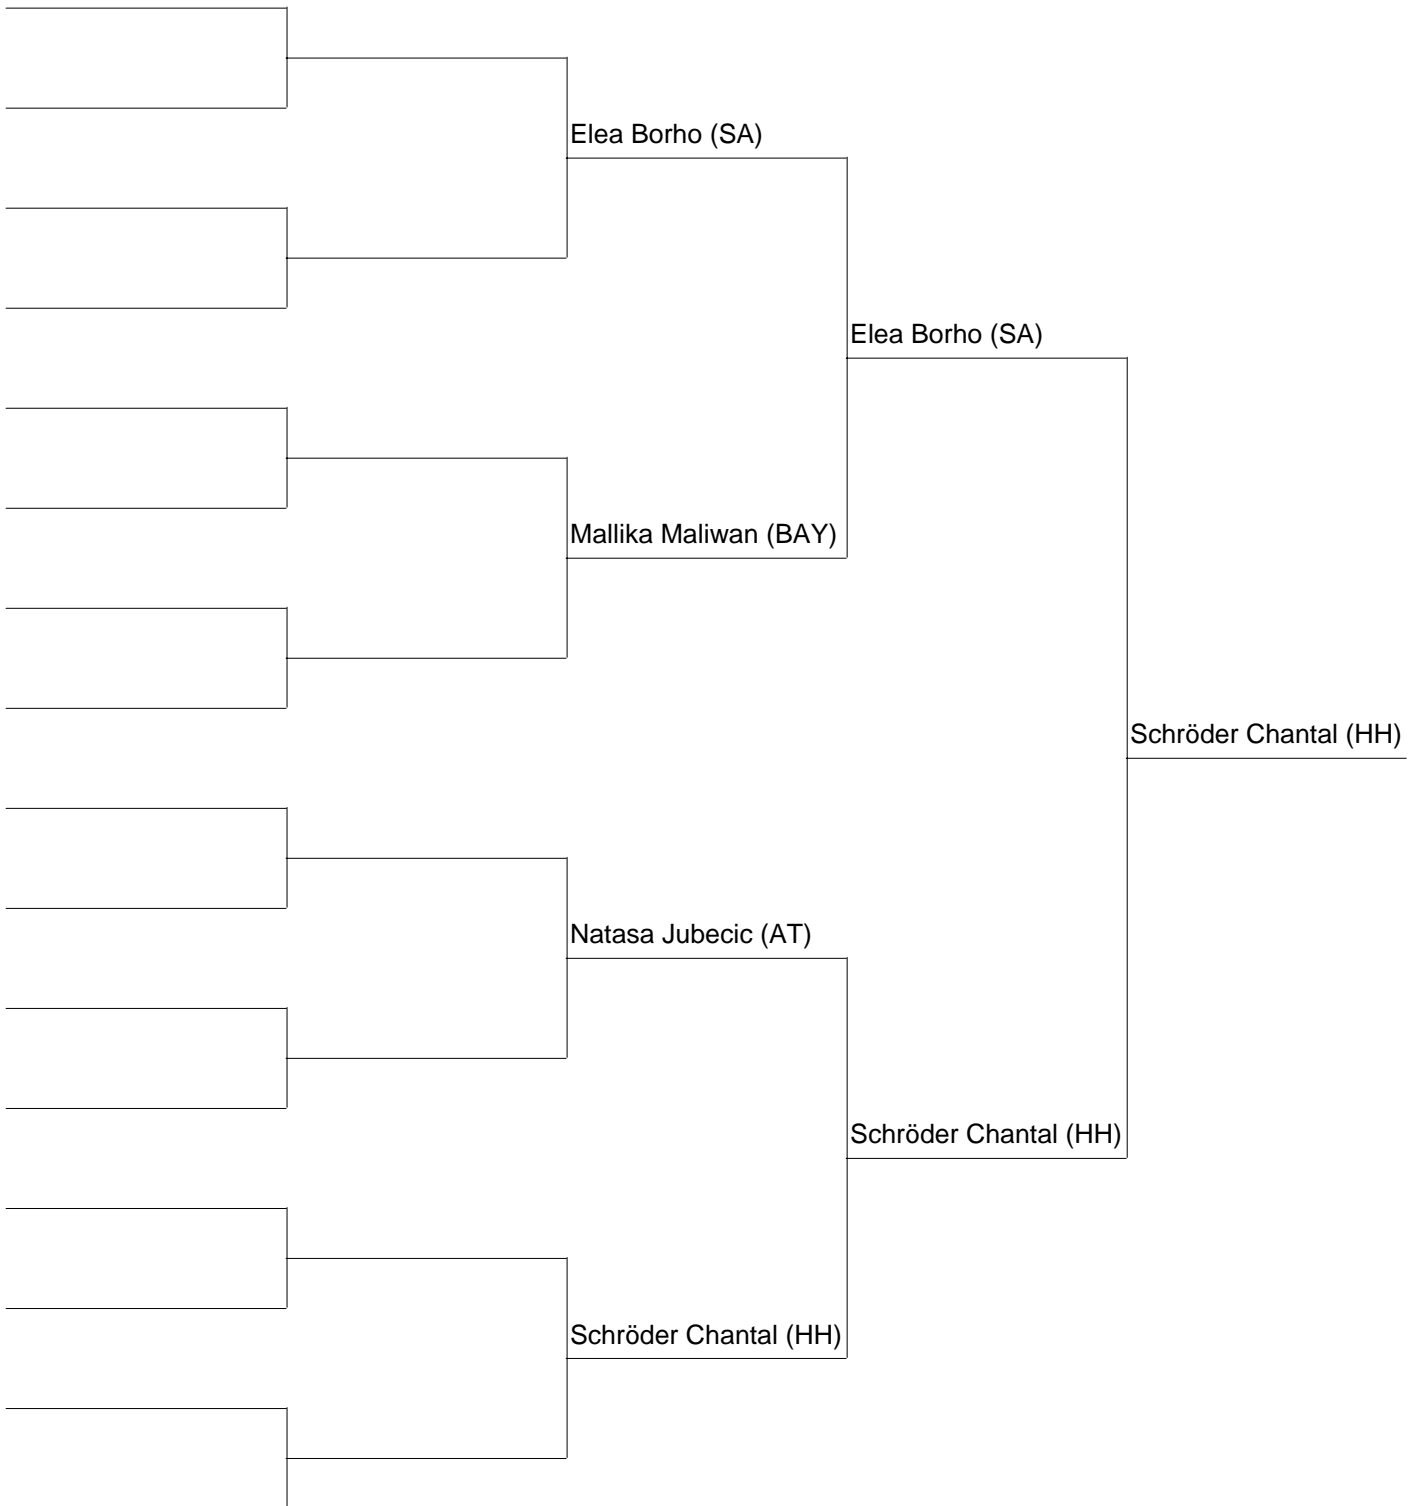 Elea Borho (SA)
Elea Borho (SA)
Mallika Maliwan (BAY)
Schröder Chantal (HH)
Natasa Jubecic (AT)
Schröder Chantal (HH)
Schröder Chantal (HH)